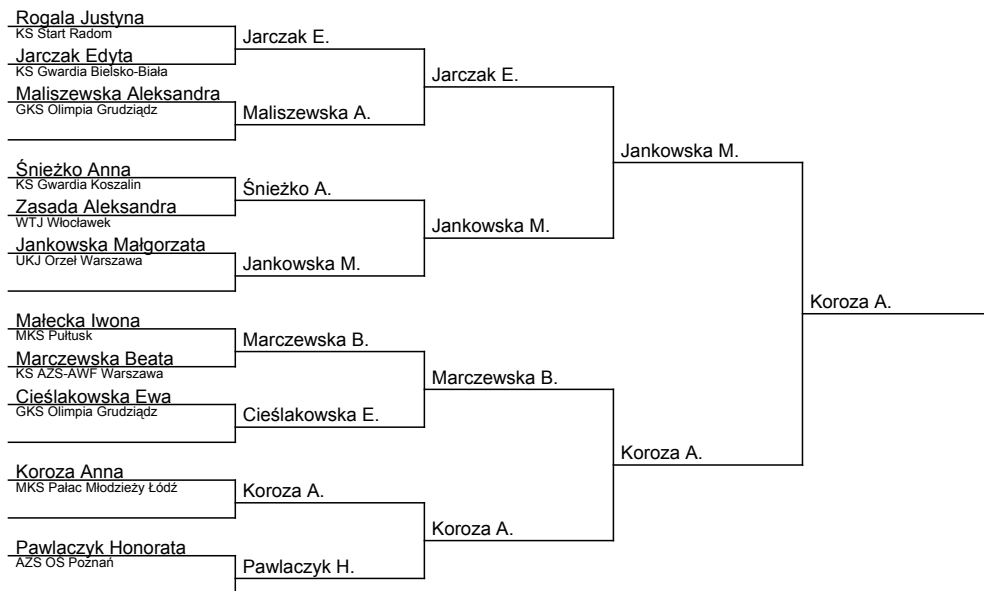 Rogala Justyna
KS Start Radom
Jarczak Edyta
KS Gwardia Bielsko-Biała
Maliszewska Aleksandra
GKS Olimpia Grudziądz
Śnieżko Anna
KS Gwardia Koszalin
Zasada Aleksandra
WTJ Włocławek
Jankowska Małgorzata
UKJ Orzeł Warszawa
Małecka Iwona
MKS Pułtusk
Marczewska Beata
KS AZS-AWF Warszawa
Cieślakowska Ewa
GKS Olimpia Grudziądz
Koroza Anna
MKS Pałac Młodzieży Łódź
Pawlaczyk Honorata
AZS OŚ Poznań
Jarczak E.
Maliszewska A.
Śnieżko A.
Jankowska M.
Marczewska B.
Cieślakowska E.
Koroza A.
Pawlaczyk H.
Jarczak E.
Jankowska M.
Marczewska B.
Koroza A.
Jankowska M.
Koroza A.
Koroza A.